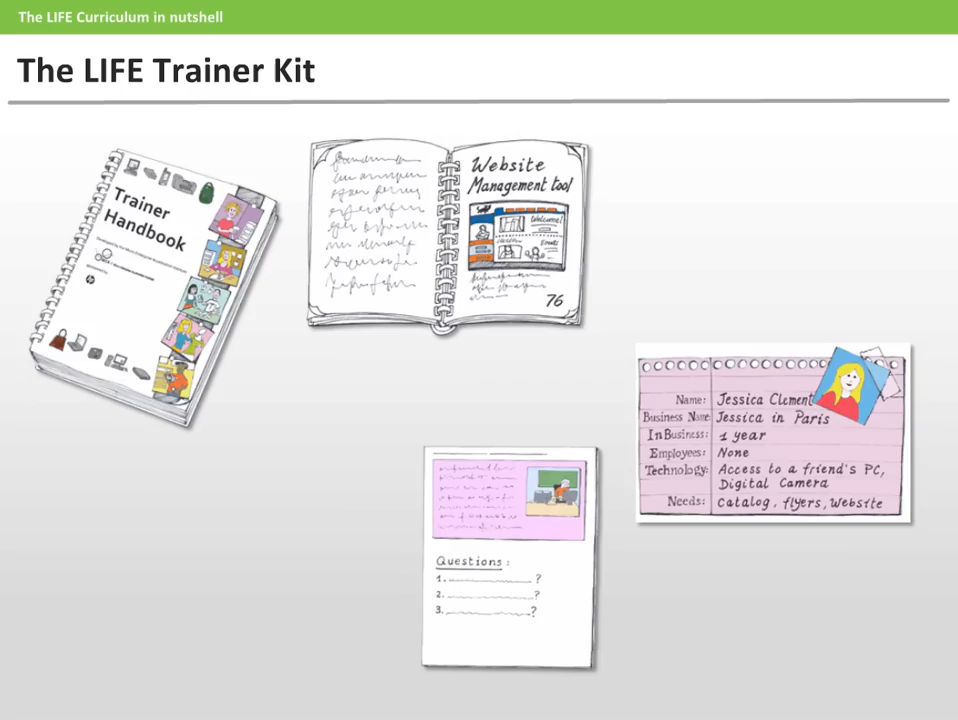 The LIFE Curriculum in nutshell
The LIFE Trainer Kit
Trainer
Handbook
Website
Management tool
Welcome!
76
Name: Jessica Clement
Business Name: Jessica in Paris
In Business: 1 year
Employees: None
Technology: Access to a friend's PC,
Digital Camera
Needs: Catalog, flyers, Website
Questions:
1. ?
2. ?
3. ?